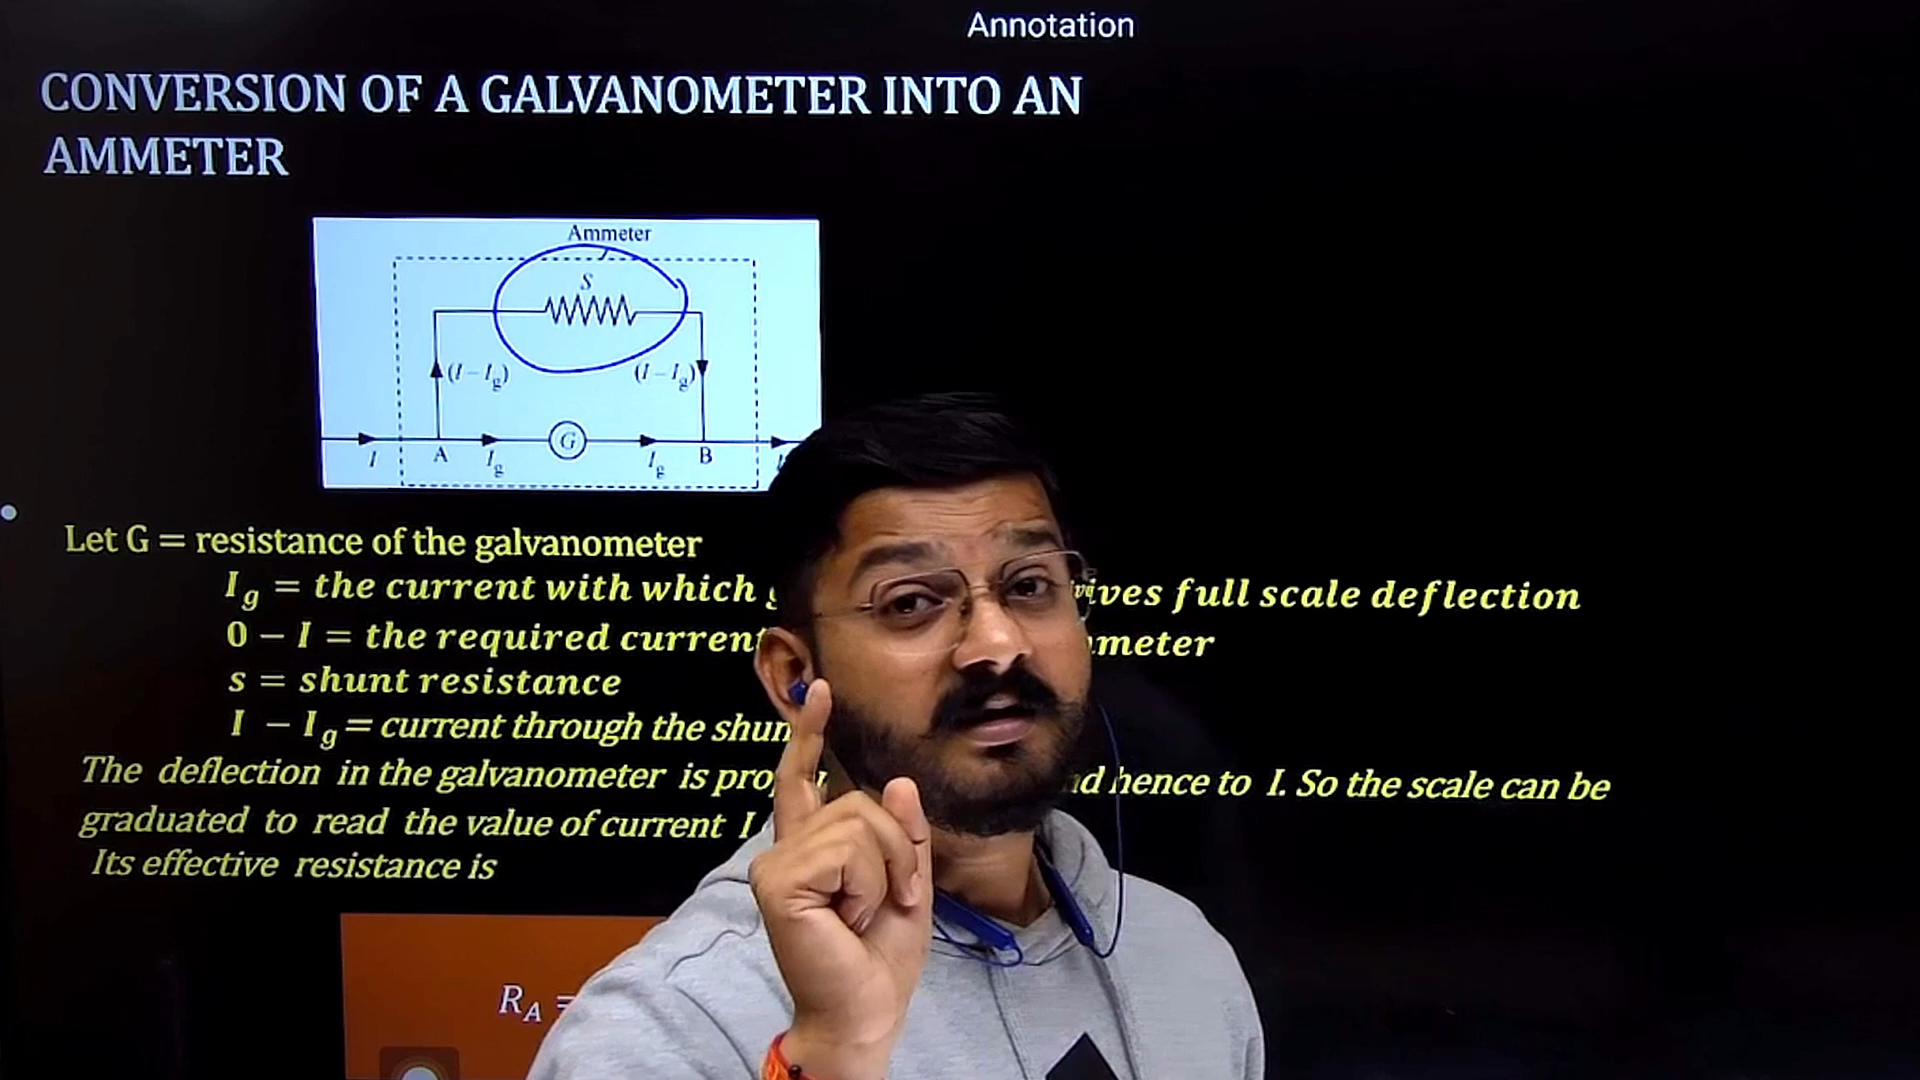 Annotation
CONVERSION OF A GALVANOMETER INTO AN
AMMETER
Ammeter
S
(I – Ig) (I – Ig)
G
I A Ig Ig B
Let G = resistance of the galvanometer
Ig = the current with which ives full scale deflection
0 – I = the required current meter
s = shunt resistance
I – Ig = current through the shun
The deflection in the galvanometer is pro nd hence to I. So the scale can be
graduated to read the value of current I
Its effective resistance is
RA =